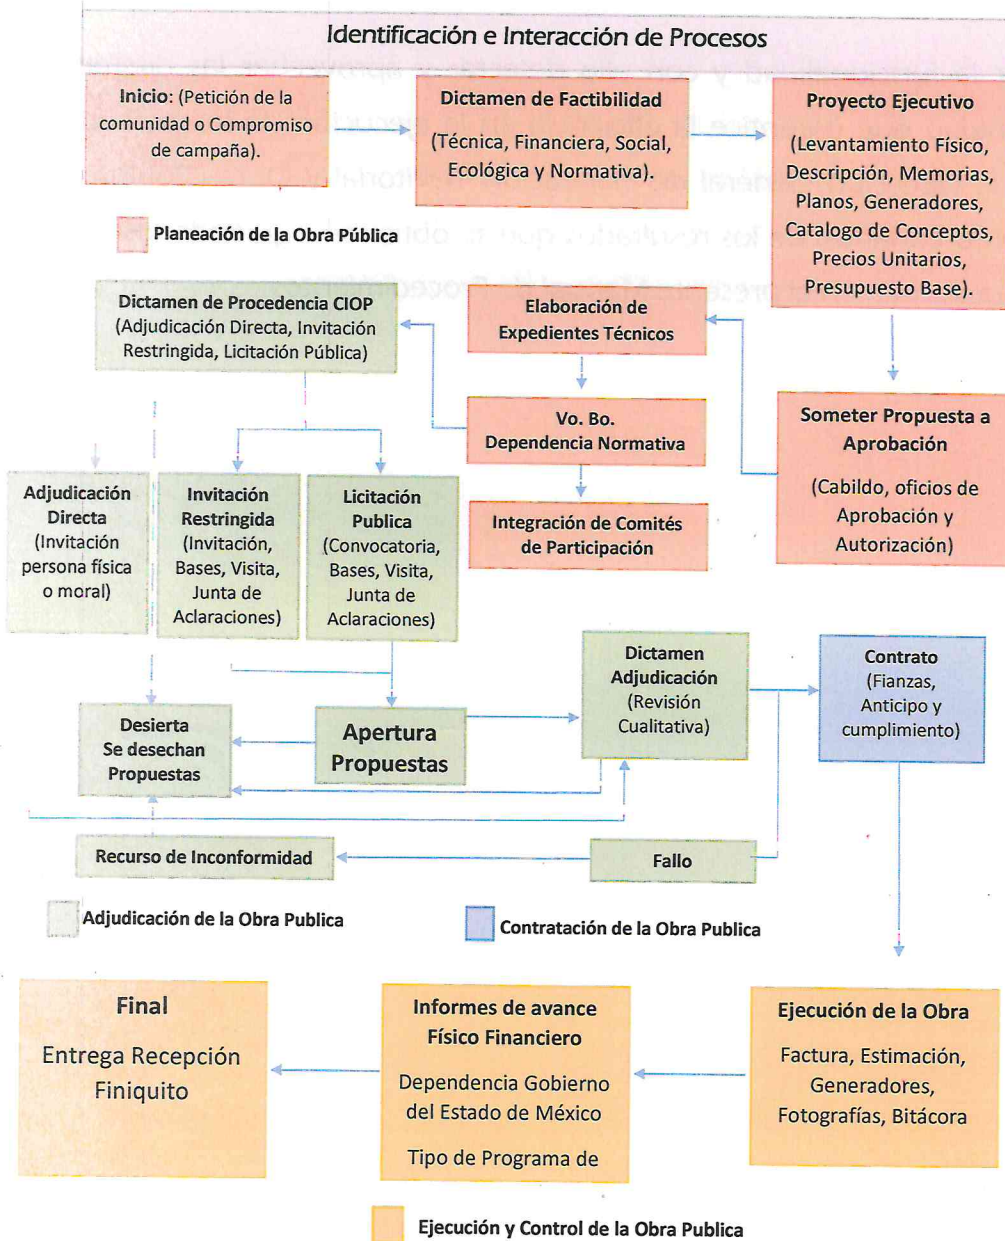 Identificación e Interacción de Procesos
Inicio: (Petición de la
comunidad o Compromiso
de campaña).
Dictamen de Factibilidad
(Técnica, Financiera, Social,
Ecológica y Normativa).
Proyecto Ejecutivo
(Levantamiento Físico,
Descripción, Memorias,
Planos, Generadores,
Catalogo de Conceptos,
Precios Unitarios,
Presupuesto Base).
Planeación de la Obra Pública
Dictamen de Procedencia CIOP
(Adjudicación Directa, Invitación
Restringida, Licitación Pública)
Elaboración de
Expedientes Técnicos
Vo. Bo.
Dependencia Normativa
Someter Propuesta a
Aprobación
(Cabildo, oficios de
Aprobación y
Autorización)
Adjudicación
Directa
(Invitación
persona física
o moral)
Invitación
Restringida
(Invitación,
Bases, Visita,
Junta de
Aclaraciones)
Licitación
Publica
(Convocatoria,
Bases, Visita,
Junta de
Aclaraciones)
Integración de Comités
de Participación
Desierta
Se desechan
Propuestas
Apertura
Propuestas
Dictamen
Adjudicación
(Revisión
Cualitativa)
Contrato
(Fianzas,
Anticipo y
cumplimiento)
Recurso de Inconformidad
Fallo
Adjudicación de la Obra Publica
Contratación de la Obra Publica
Final
Entrega Recepción
Finiquito
Informes de avance
Físico Financiero
Dependencia Gobierno
del Estado de México
Tipo de Programa de
Ejecución de la Obra
Factura, Estimación,
Generadores,
Fotografías, Bitácora
Ejecución y Control de la Obra Publica